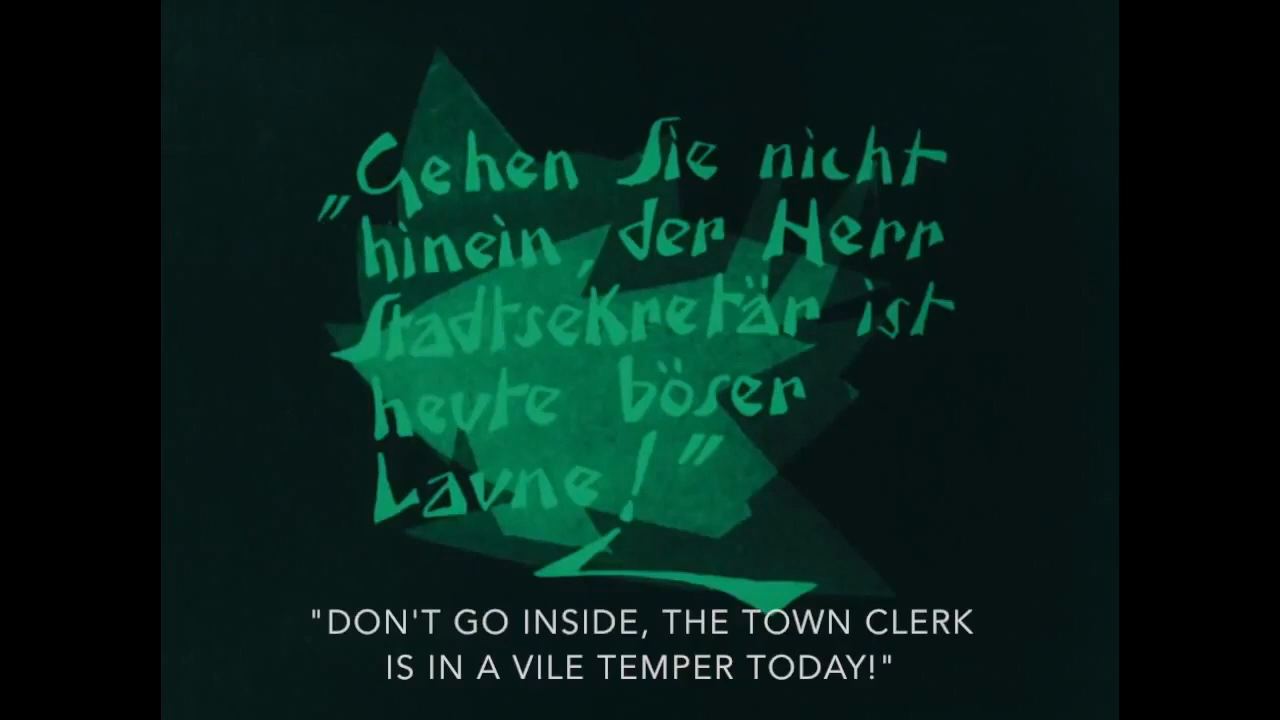 „Gehen Sie nicht
hinein, der Herr
Stadtsekretär ist
heute böser
Laune!”
"DON'T GO INSIDE, THE TOWN CLERK
IS IN A VILE TEMPER TODAY!"